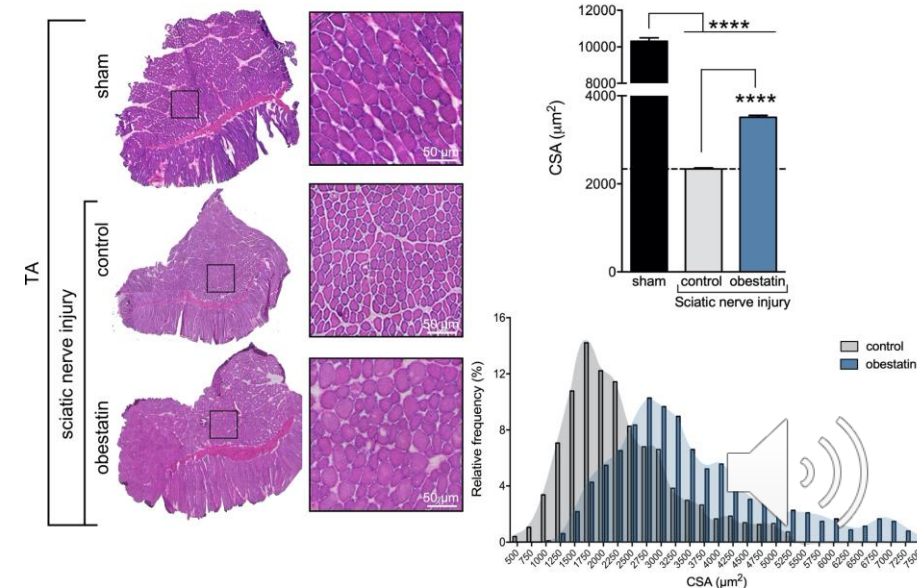 TA
sciatic nerve injury
sham
control
obestatin
50 µm
50 µm
50 µm
CSA (µm²)
12000
10000
8000
4000
2000
0
****
****
sham control obestatin
Sciatic nerve injury
Relative frequency (%)
16
12
8
4
0
control
obestatin
500 750 1000 1250 1500 1750 2000 2250 2500 2750 3000 3250 3500 3750 4000 4250 4500 4750 5000 5250 5500 5750 6000 6250 6500 6750 7000 7250 7500
CSA (µm²)